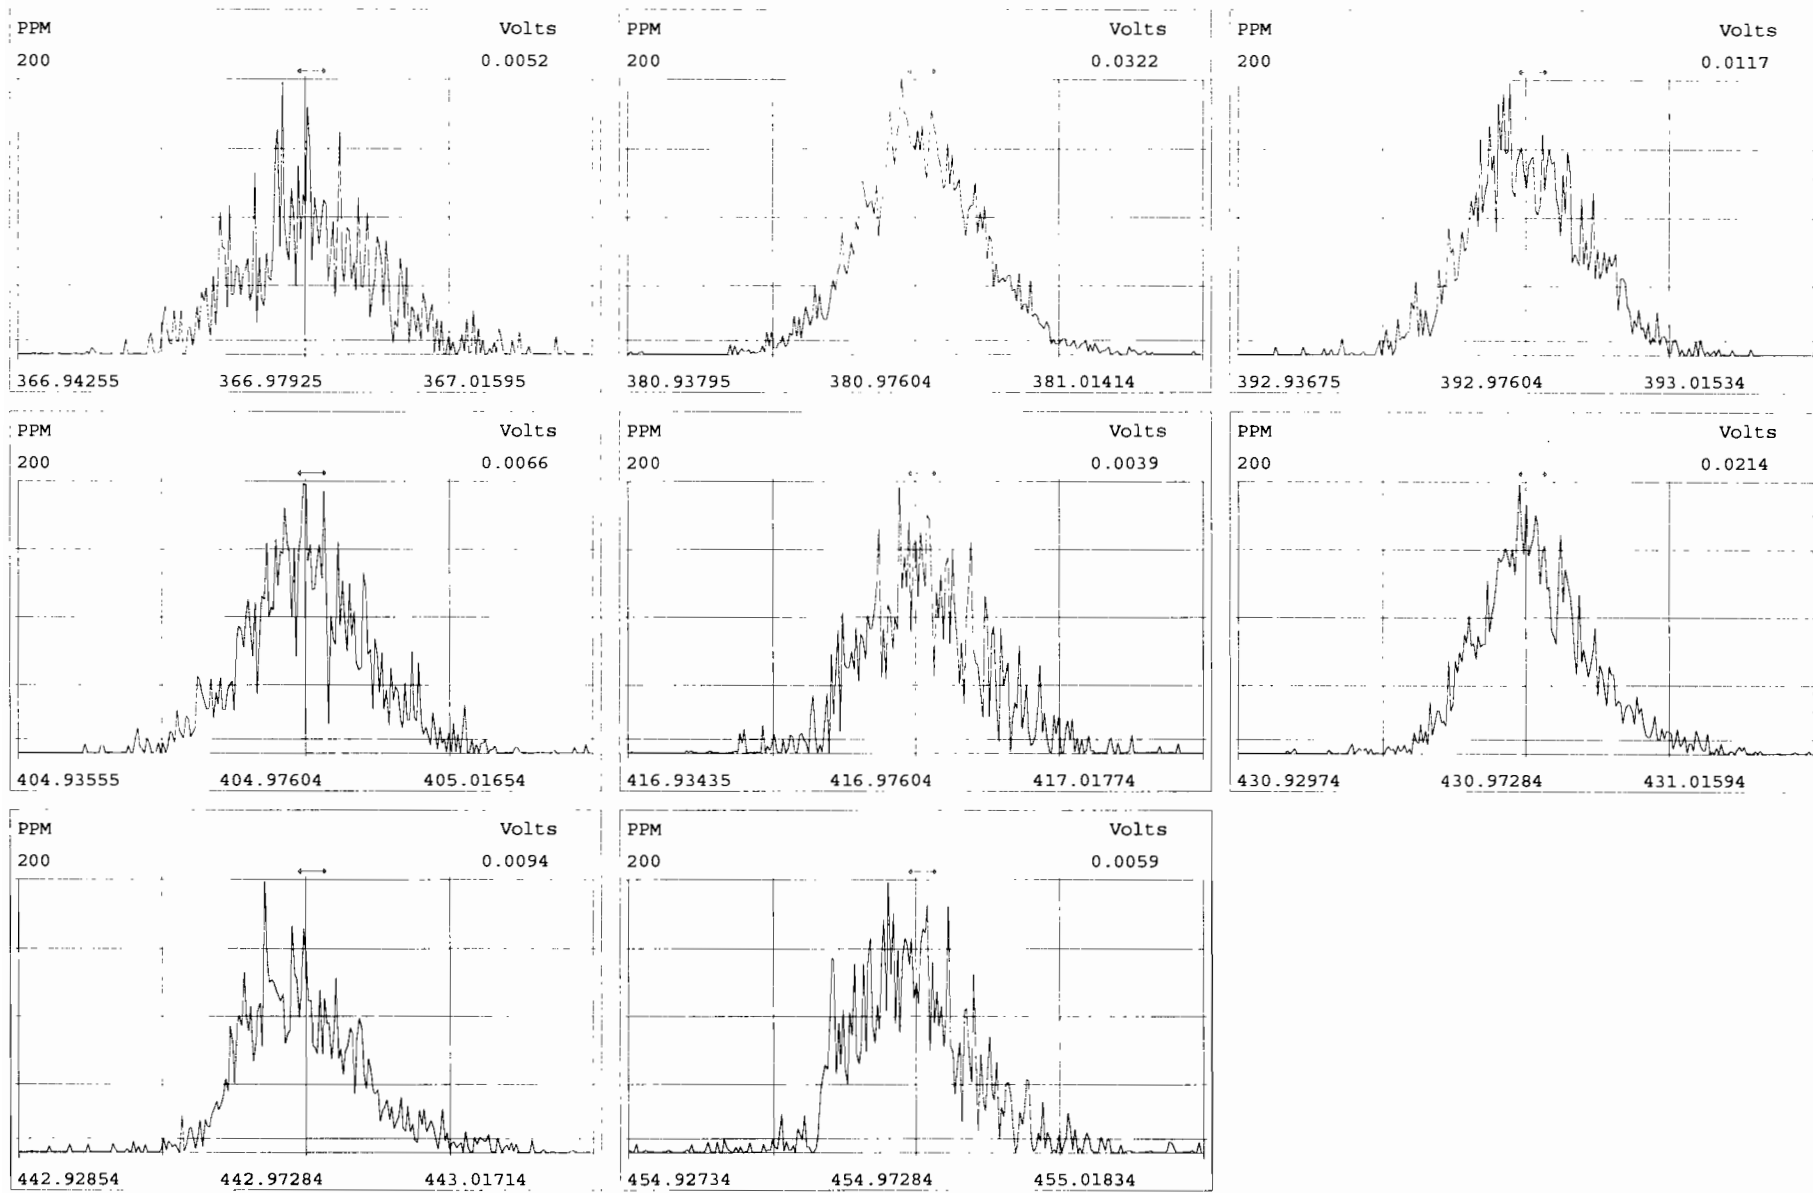 PPM Volts
200 0.0052
366.94255 366.97925 367.01595
PPM Volts
200 0.0322
380.93795 380.97604 381.01414
PPM Volts
200 0.0117
392.93675 392.97604 393.01534
PPM Volts
200 0.0066
404.93555 404.97604 405.01654
PPM Volts
200 0.0039
416.93435 416.97604 417.01774
PPM Volts
200 0.0214
430.92974 430.97284 431.01594
PPM Volts
200 0.0094
442.92854 442.97284 443.01714
PPM Volts
200 0.0059
454.92734 454.97284 455.01834